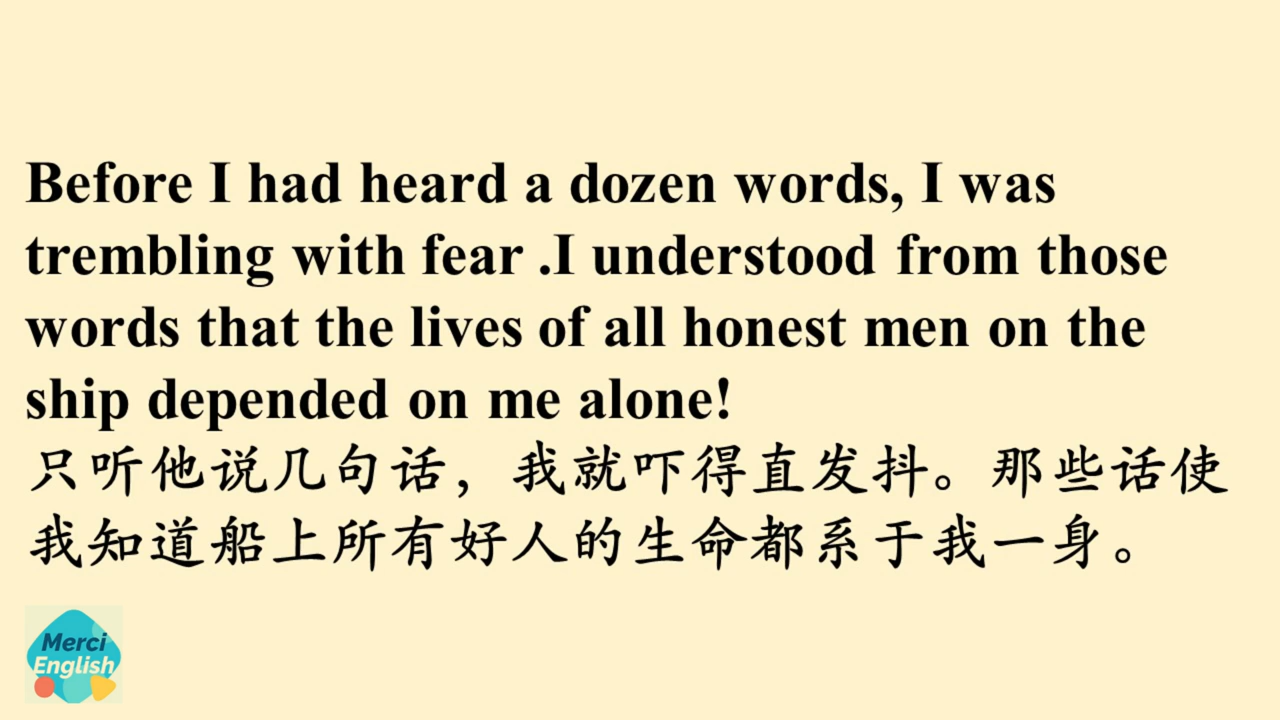 Before I had heard a dozen words, I was
trembling with fear .I understood from those
words that the lives of all honest men on the
ship depended on me alone!
只听他说几句话，我就吓得直发抖。那些话使
我知道船上所有好人的生命都系于我一身。
Merci
English